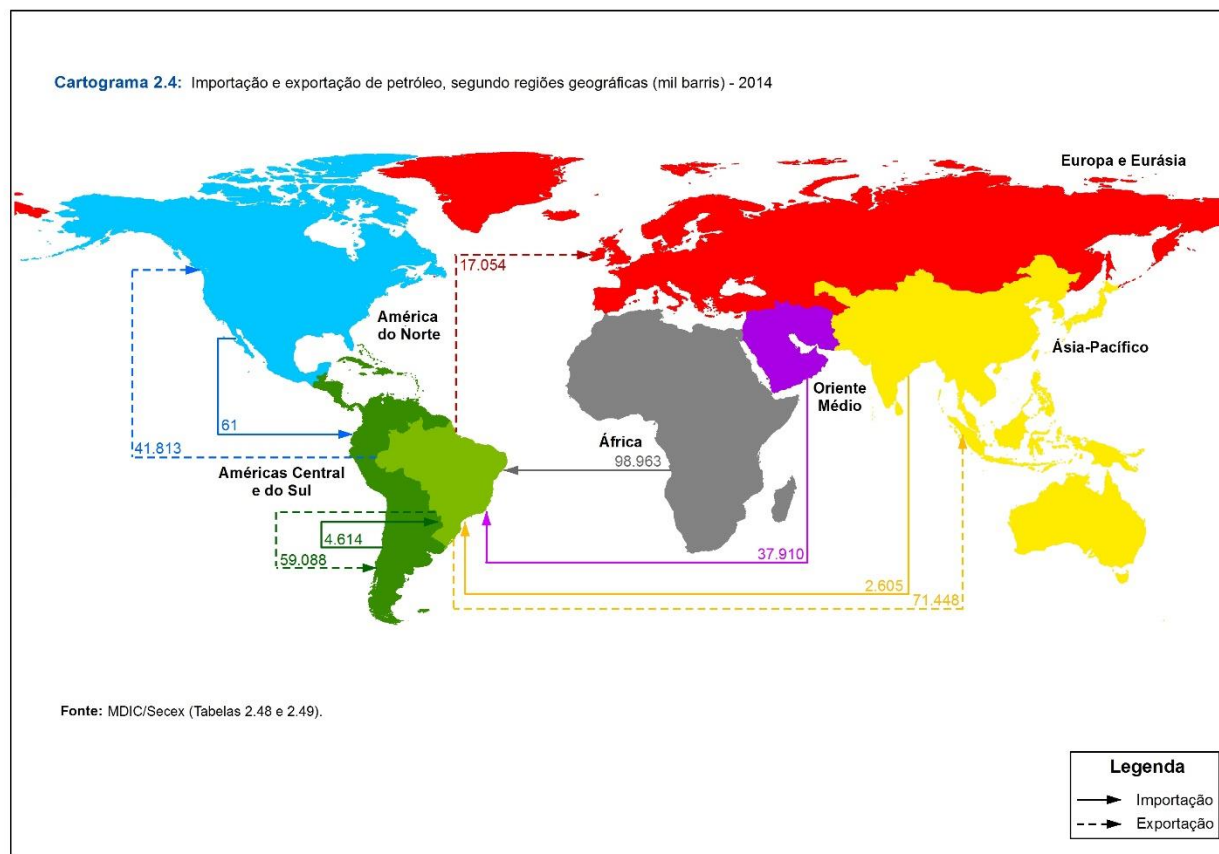 Cartograma 2.4: Importação e exportação de petróleo, segundo regiões geográficas (mil barris) - 2014
Europa e Eurásia
17.054
América
do Norte
Ásia-Pacífico
Oriente
Médio
61
África
41.813
98.963
Américas Central
e do Sul
4.614
59.088
37.910
2.605
71.448
Fonte: MDIC/Secex (Tabelas 2.48 e 2.49).
Legenda
Importação
Exportação